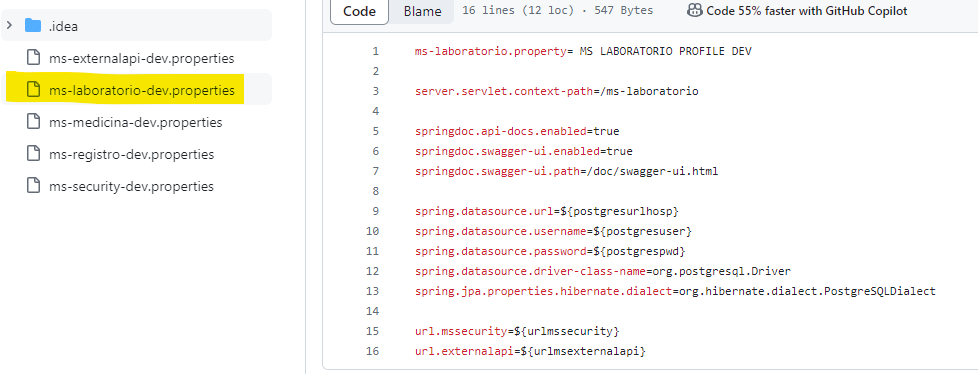 .idea
ms-externalapi-dev.properties
ms-laboratorio-dev.properties
ms-medicina-dev.properties
ms-registro-dev.properties
ms-security-dev.properties
Code Blame 16 lines (12 loc) · 547 Bytes Code 55% faster with GitHub Copilot
1 ms-laboratorio.property= MS LABORATORIO PROFILE DEV
2
3 server.servlet.context-path=/ms-laboratorio
4
5 springdoc.api-docs.enabled=true
6 springdoc.swagger-ui.enabled=true
7 springdoc.swagger-ui.path=/doc/swagger-ui.html
8
9 spring.datasource.url=${postgresurlhosp}
10 spring.datasource.username=${postgresuser}
11 spring.datasource.password=${postgrespwd}
12 spring.datasource.driver-class-name=org.postgresql.Driver
13 spring.jpa.properties.hibernate.dialect=org.hibernate.dialect.PostgreSQLDialect
14
15 url.mssecurity=${urlmssecurity}
16 url.externalapi=${urlmsexternalapi}